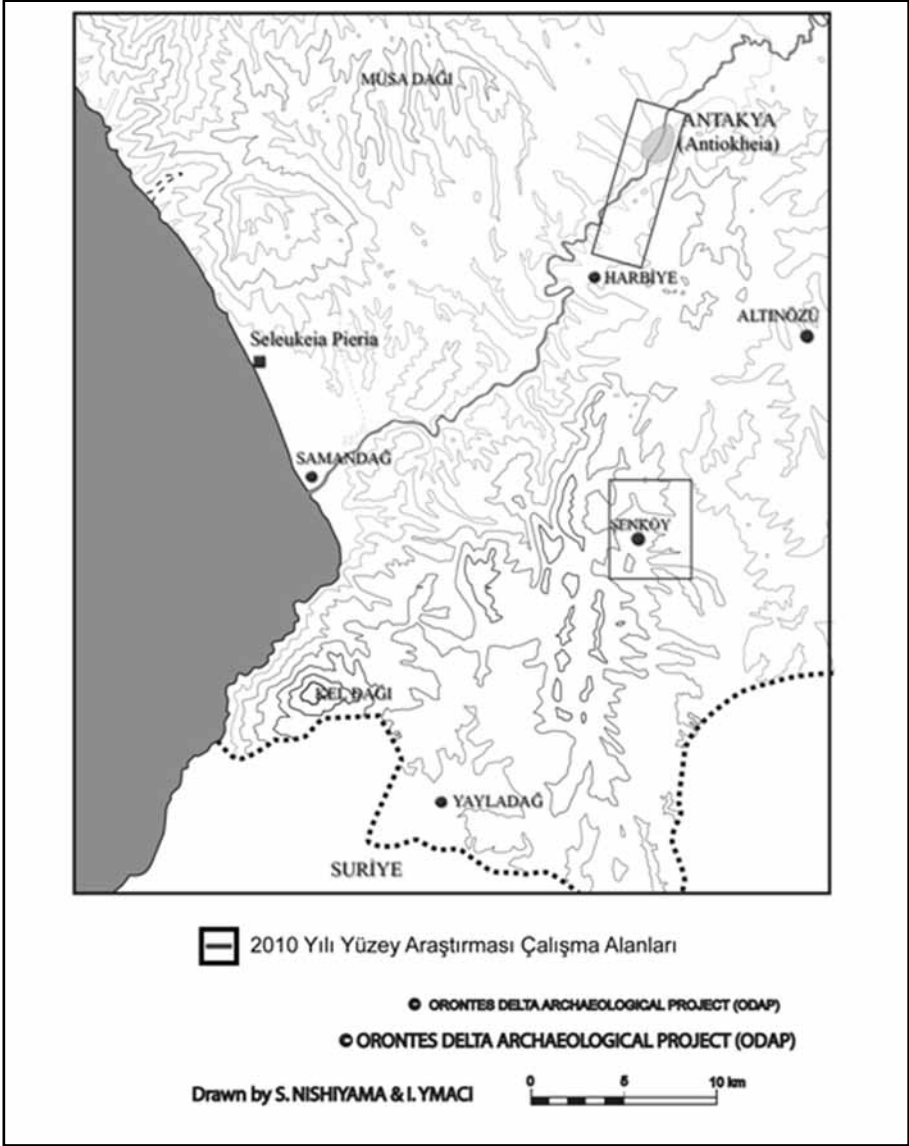 MUSA DAĞI
ANTAKYA
(Antiokheia)
HARBİYE
ALTINÖZÜ
Seleukeia Pieria
SAMANDAĞ
ŞENKÖY
KEL DAĞI
YAYLADAĞ
SURİYE
2010 Yılı Yüzey Araştırması Çalışma Alanları
© ORONTES DELTA ARCHAEOLOGICAL PROJECT (ODAP)
© ORONTES DELTA ARCHAEOLOGICAL PROJECT (ODAP)
Drawn by S. NISHIYAMA & I. YMACI
0 5 10 km